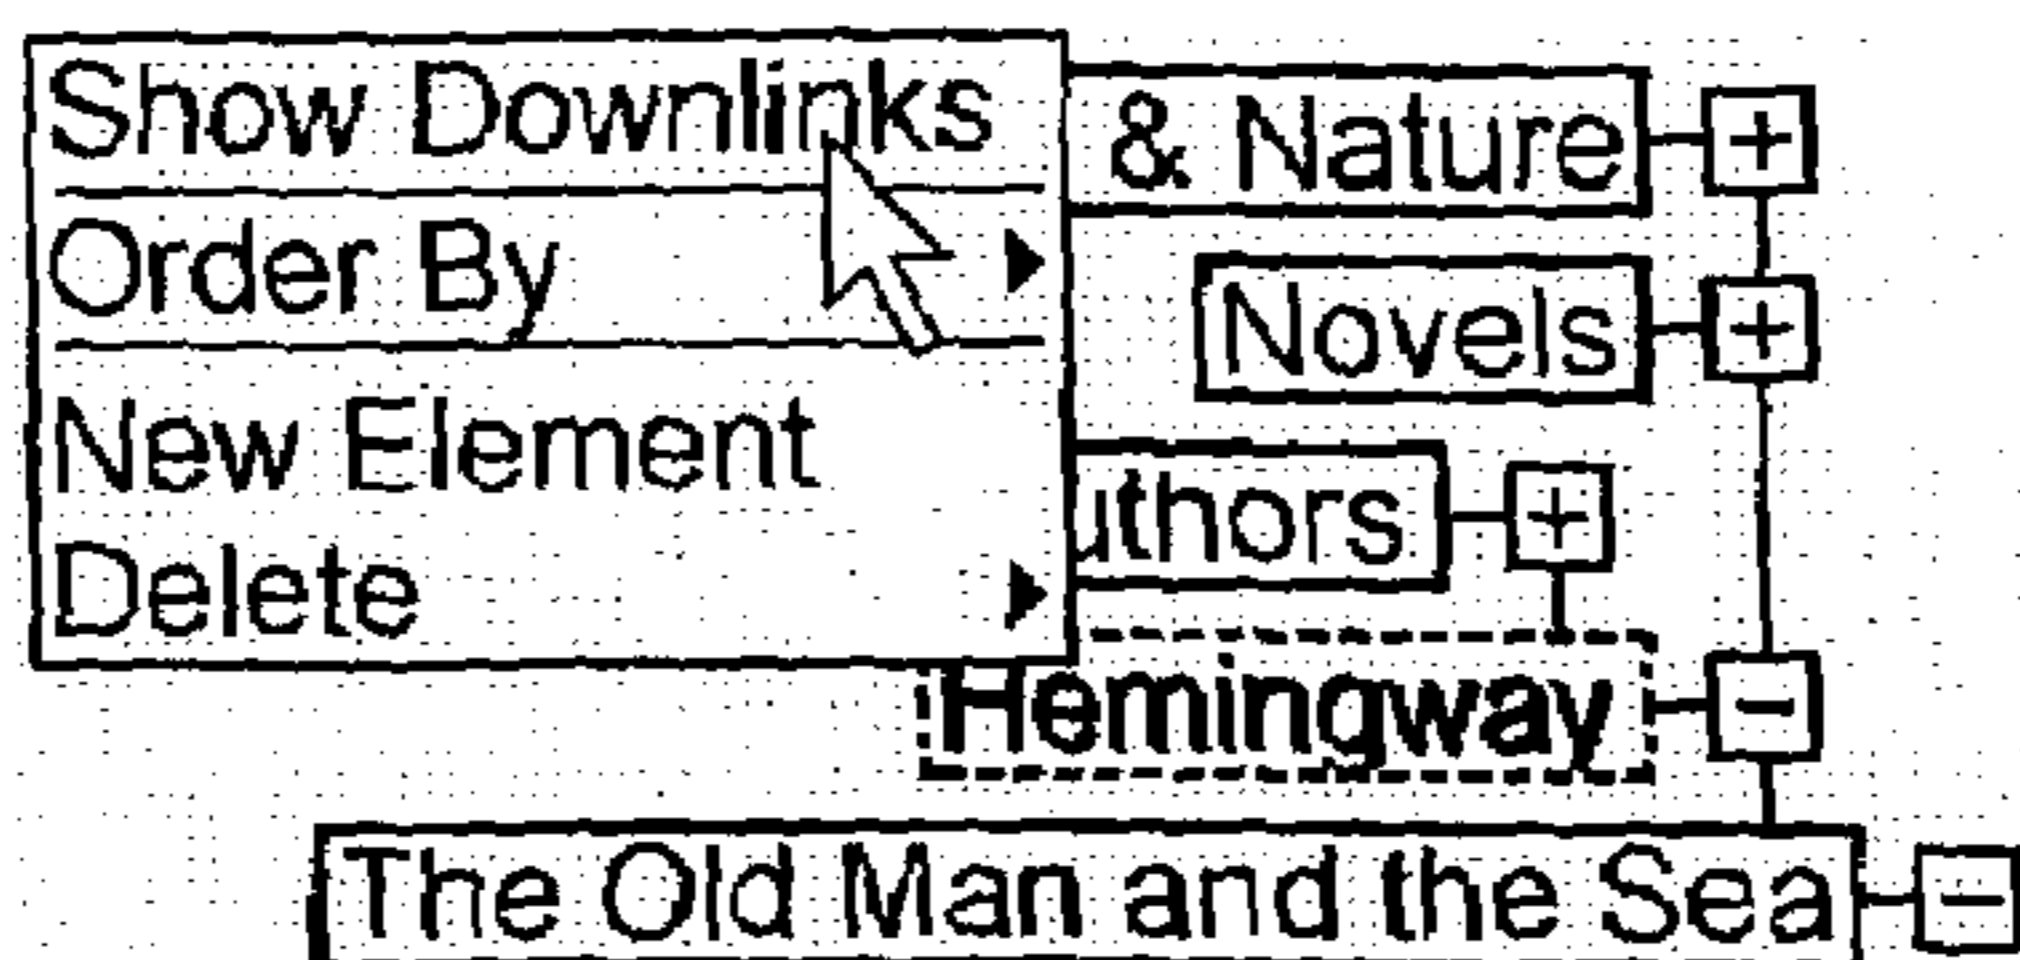 Show Downlinks
& Nature
Order By
Novels
New Element
uthors
Delete
Hemingway
The Old Man and the Sea